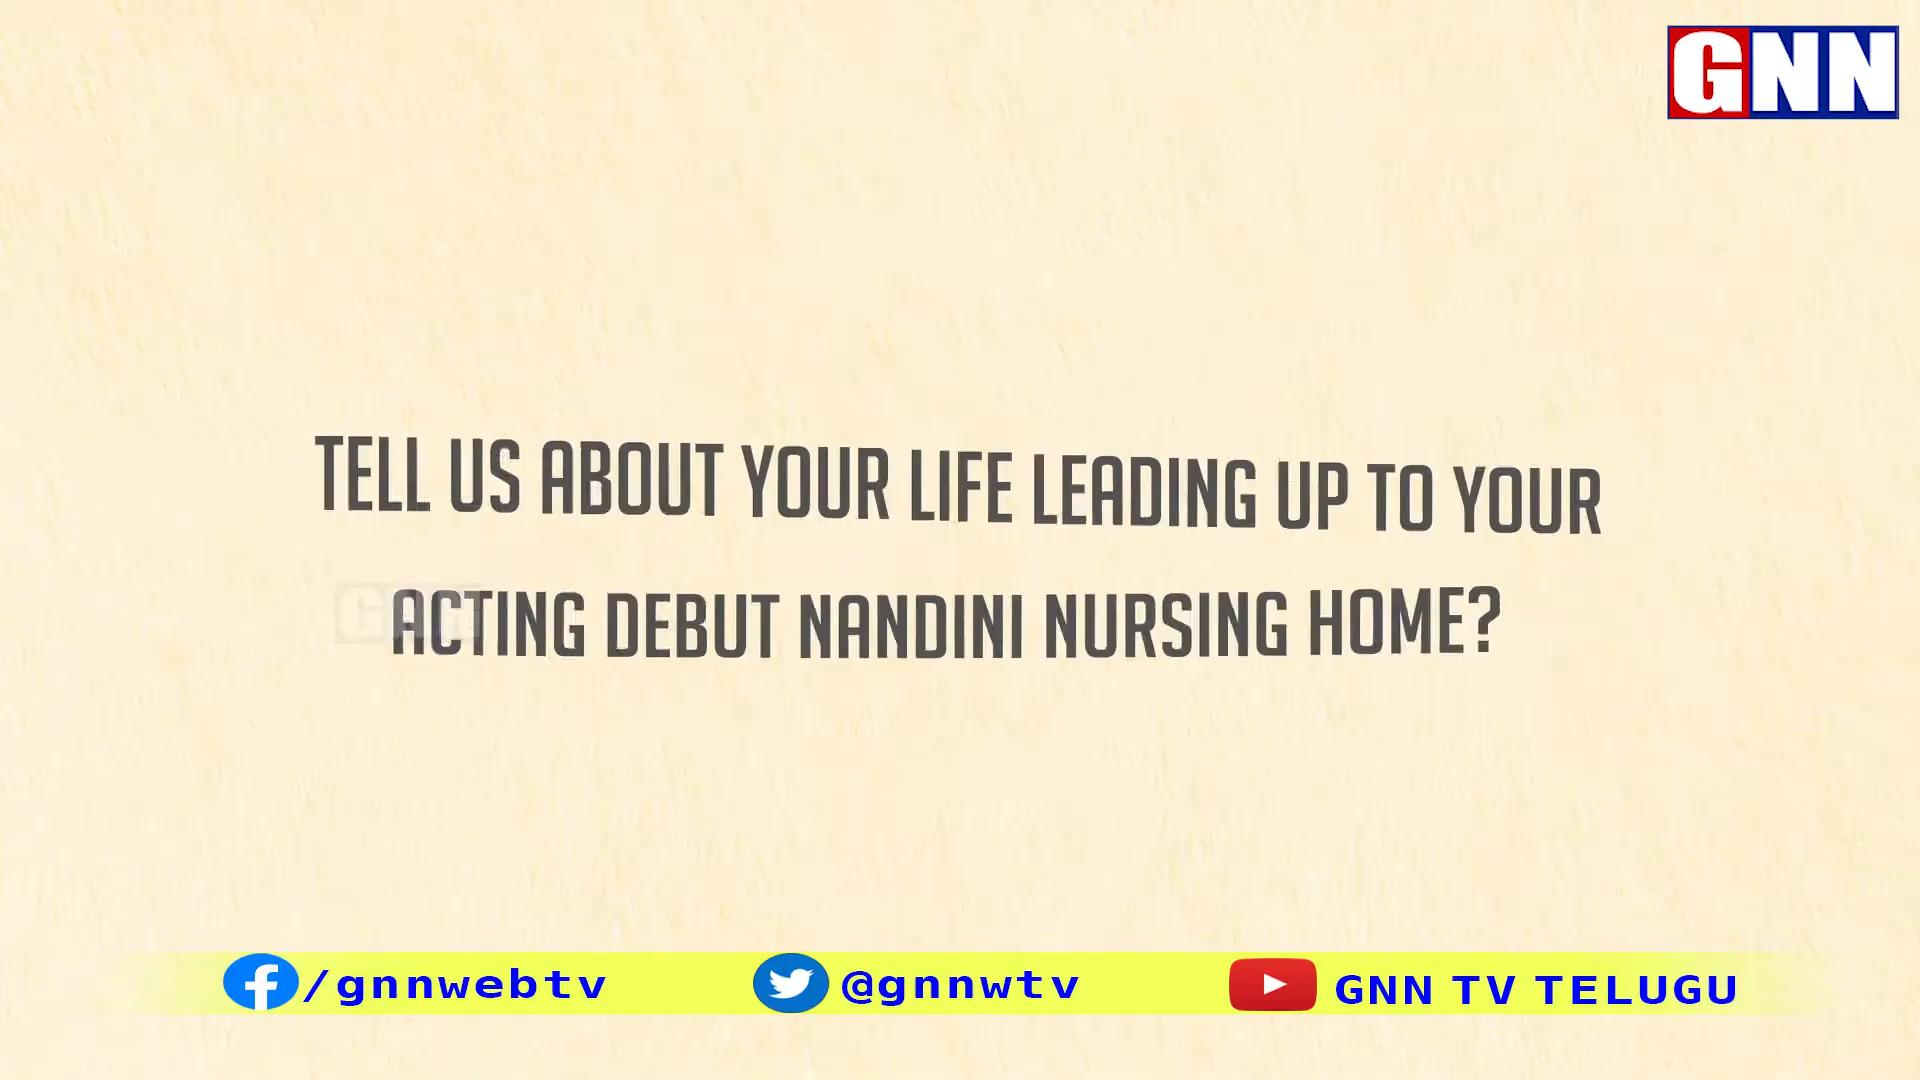 GNN
TELL US ABOUT YOUR LIFE LEADING UP TO YOUR
ACTING DEBUT NANDINI NURSING HOME?
/gnnwebtv @gnnwtv GNN TV TELUGU